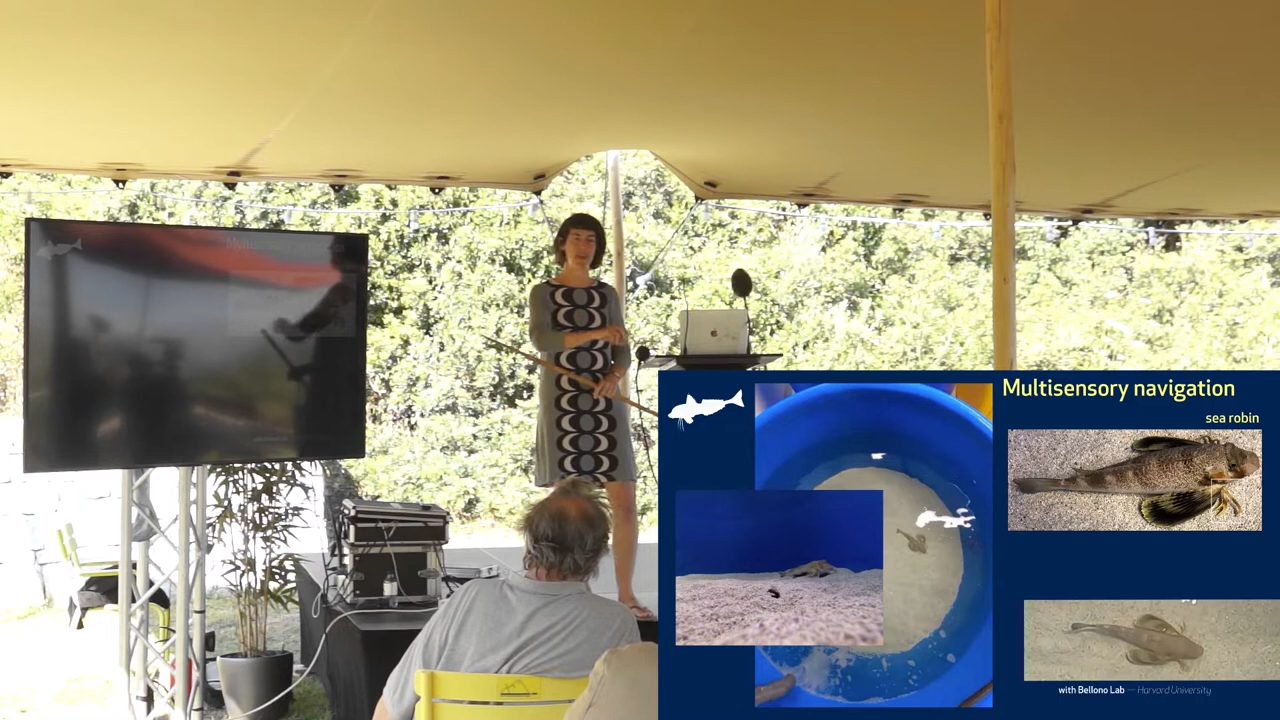 Multisensory navigation
sea robin
with Bellono Lab — Harvard University